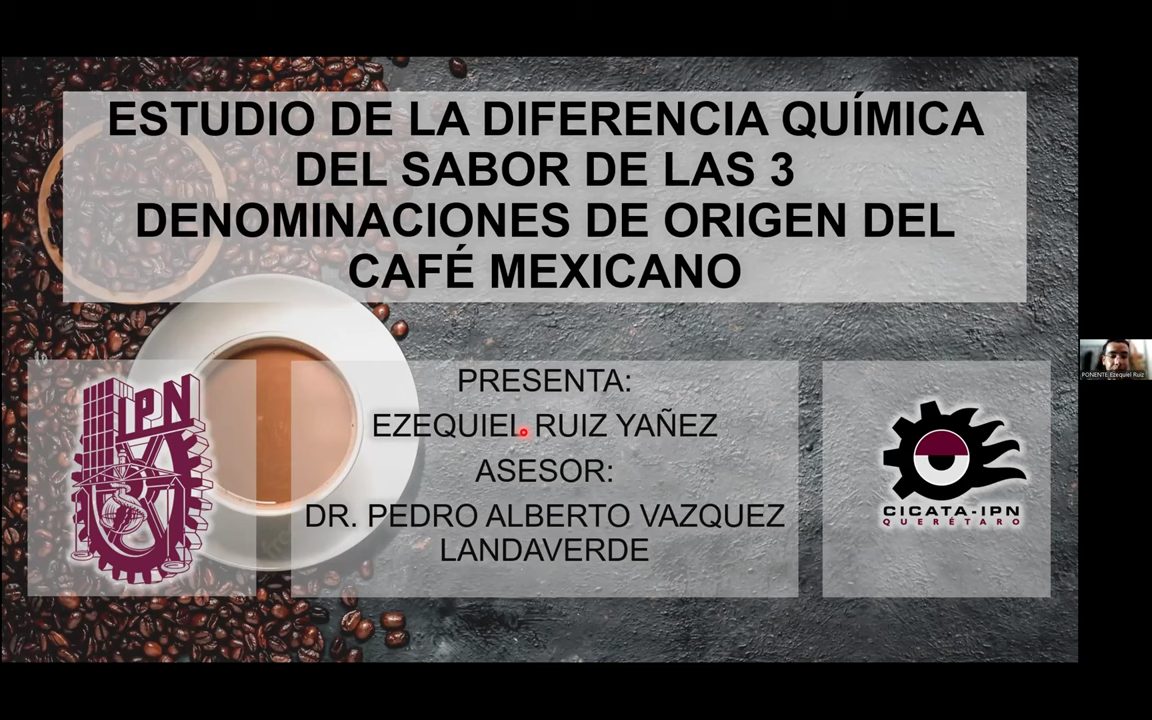 ESTUDIO DE LA DIFERENCIA QUÍMICA
DEL SABOR DE LAS 3
DENOMINACIONES DE ORIGEN DEL
CAFÉ MEXICANO
IPN
PRESENTA:
EZEQUIEL RUIZ YAÑEZ
ASESOR:
DR. PEDRO ALBERTO VAZQUEZ
LANDAVERDE
CICATA-IPN
QUERÉTARO
PONENTE Ezequiel Ruiz